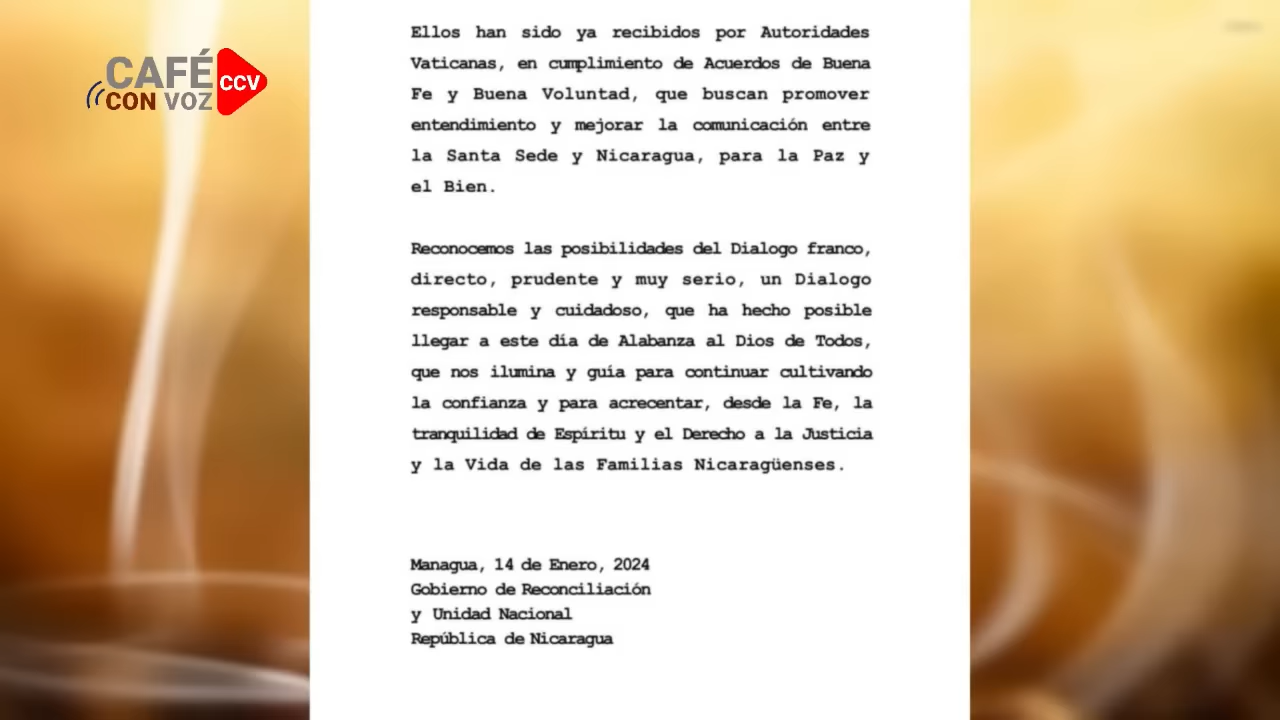 CAFÉ
CON VOZ
CCV
Ellos han sido ya recibidos por Autoridades
Vaticanas, en cumplimiento de Acuerdos de Buena
Fe y Buena Voluntad, que buscan promover
entendimiento y mejorar la comunicación entre
la Santa Sede y Nicaragua, para la Paz y
el Bien.
Reconocemos las posibilidades del Dialogo franco,
directo, prudente y muy serio, un Dialogo
responsable y cuidadoso, que ha hecho posible
llegar a este día de Alabanza al Dios de Todos,
que nos ilumina y guía para continuar cultivando
la confianza y para acrecentar, desde la Fe, la
tranquilidad de Espíritu y el Derecho a la Justicia
y la Vida de las Familias Nicaragüenses.
Managua, 14 de Enero, 2024
Gobierno de Reconciliación
y Unidad Nacional
República de Nicaragua